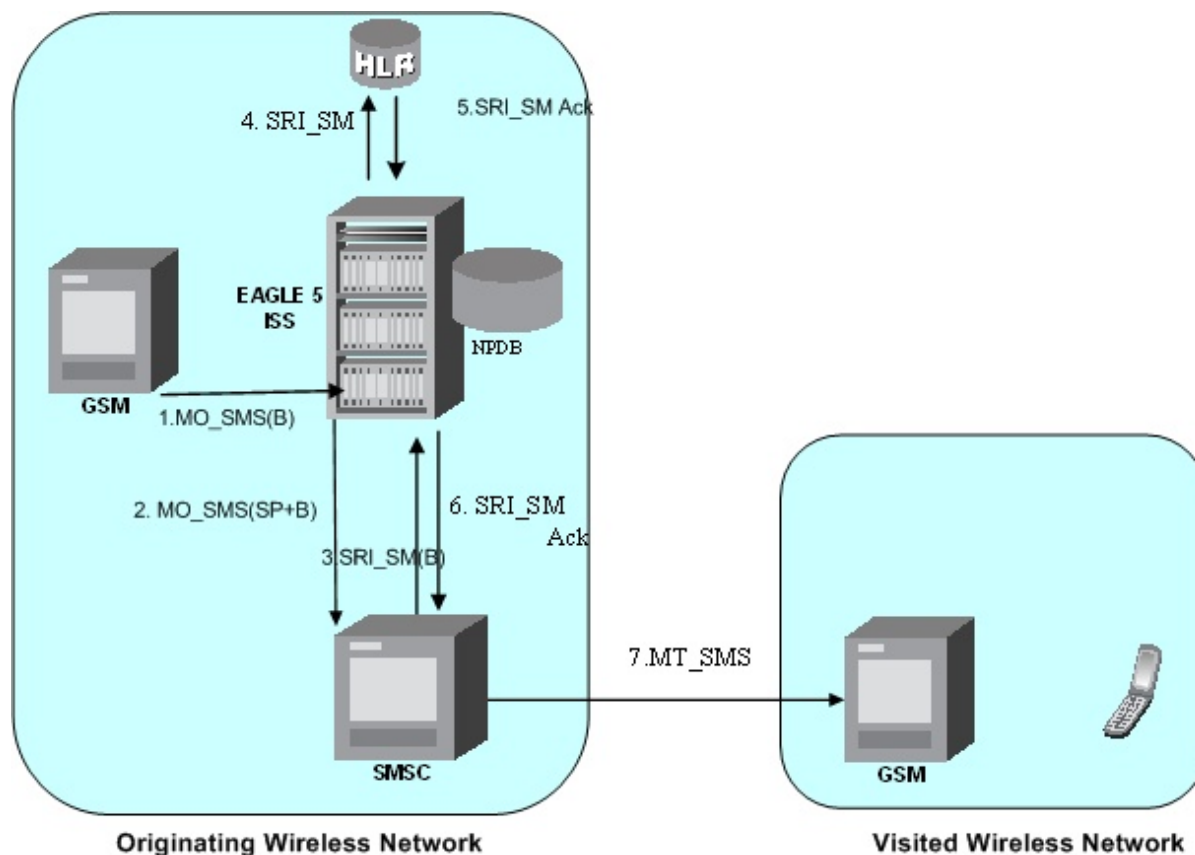 HLR
4. SRI_SM
5.SRI_SM Ack
EAGLE 5
ISS
NPDB
GSM
1.MO_SMS(B)
2. MO_SMS(SP+B)
6. SRI_SM
Ack
3.SRI_SM(B)
7.MT_SMS
SMSC
GSM
Originating Wireless Network
Visited Wireless Network